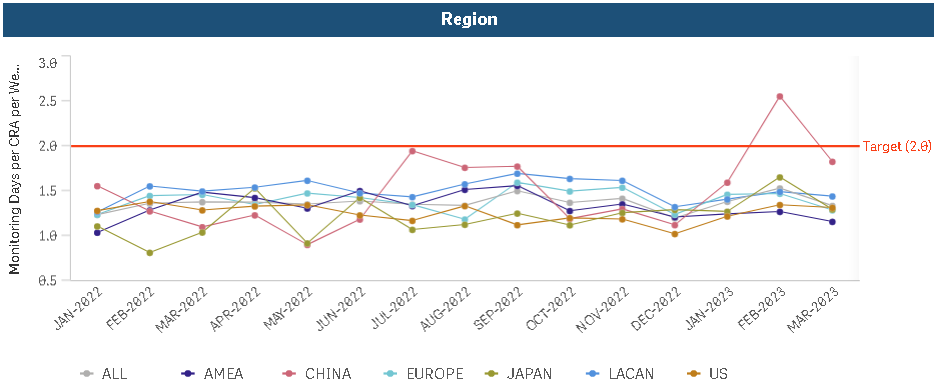 Region
Monitoring Days per CRA per We...
3.0
2.5
2.0
1.5
1.0
0.5
Target (2.0)
JAN-2022
FEB-2022
MAR-2022
APR-2022
MAY-2022
JUN-2022
JUL-2022
AUG-2022
SEP-2022
OCT-2022
NOV-2022
DEC-2022
JAN-2023
FEB-2023
MAR-2023
ALL
AMEA
CHINA
EUROPE
JAPAN
LACAN
US